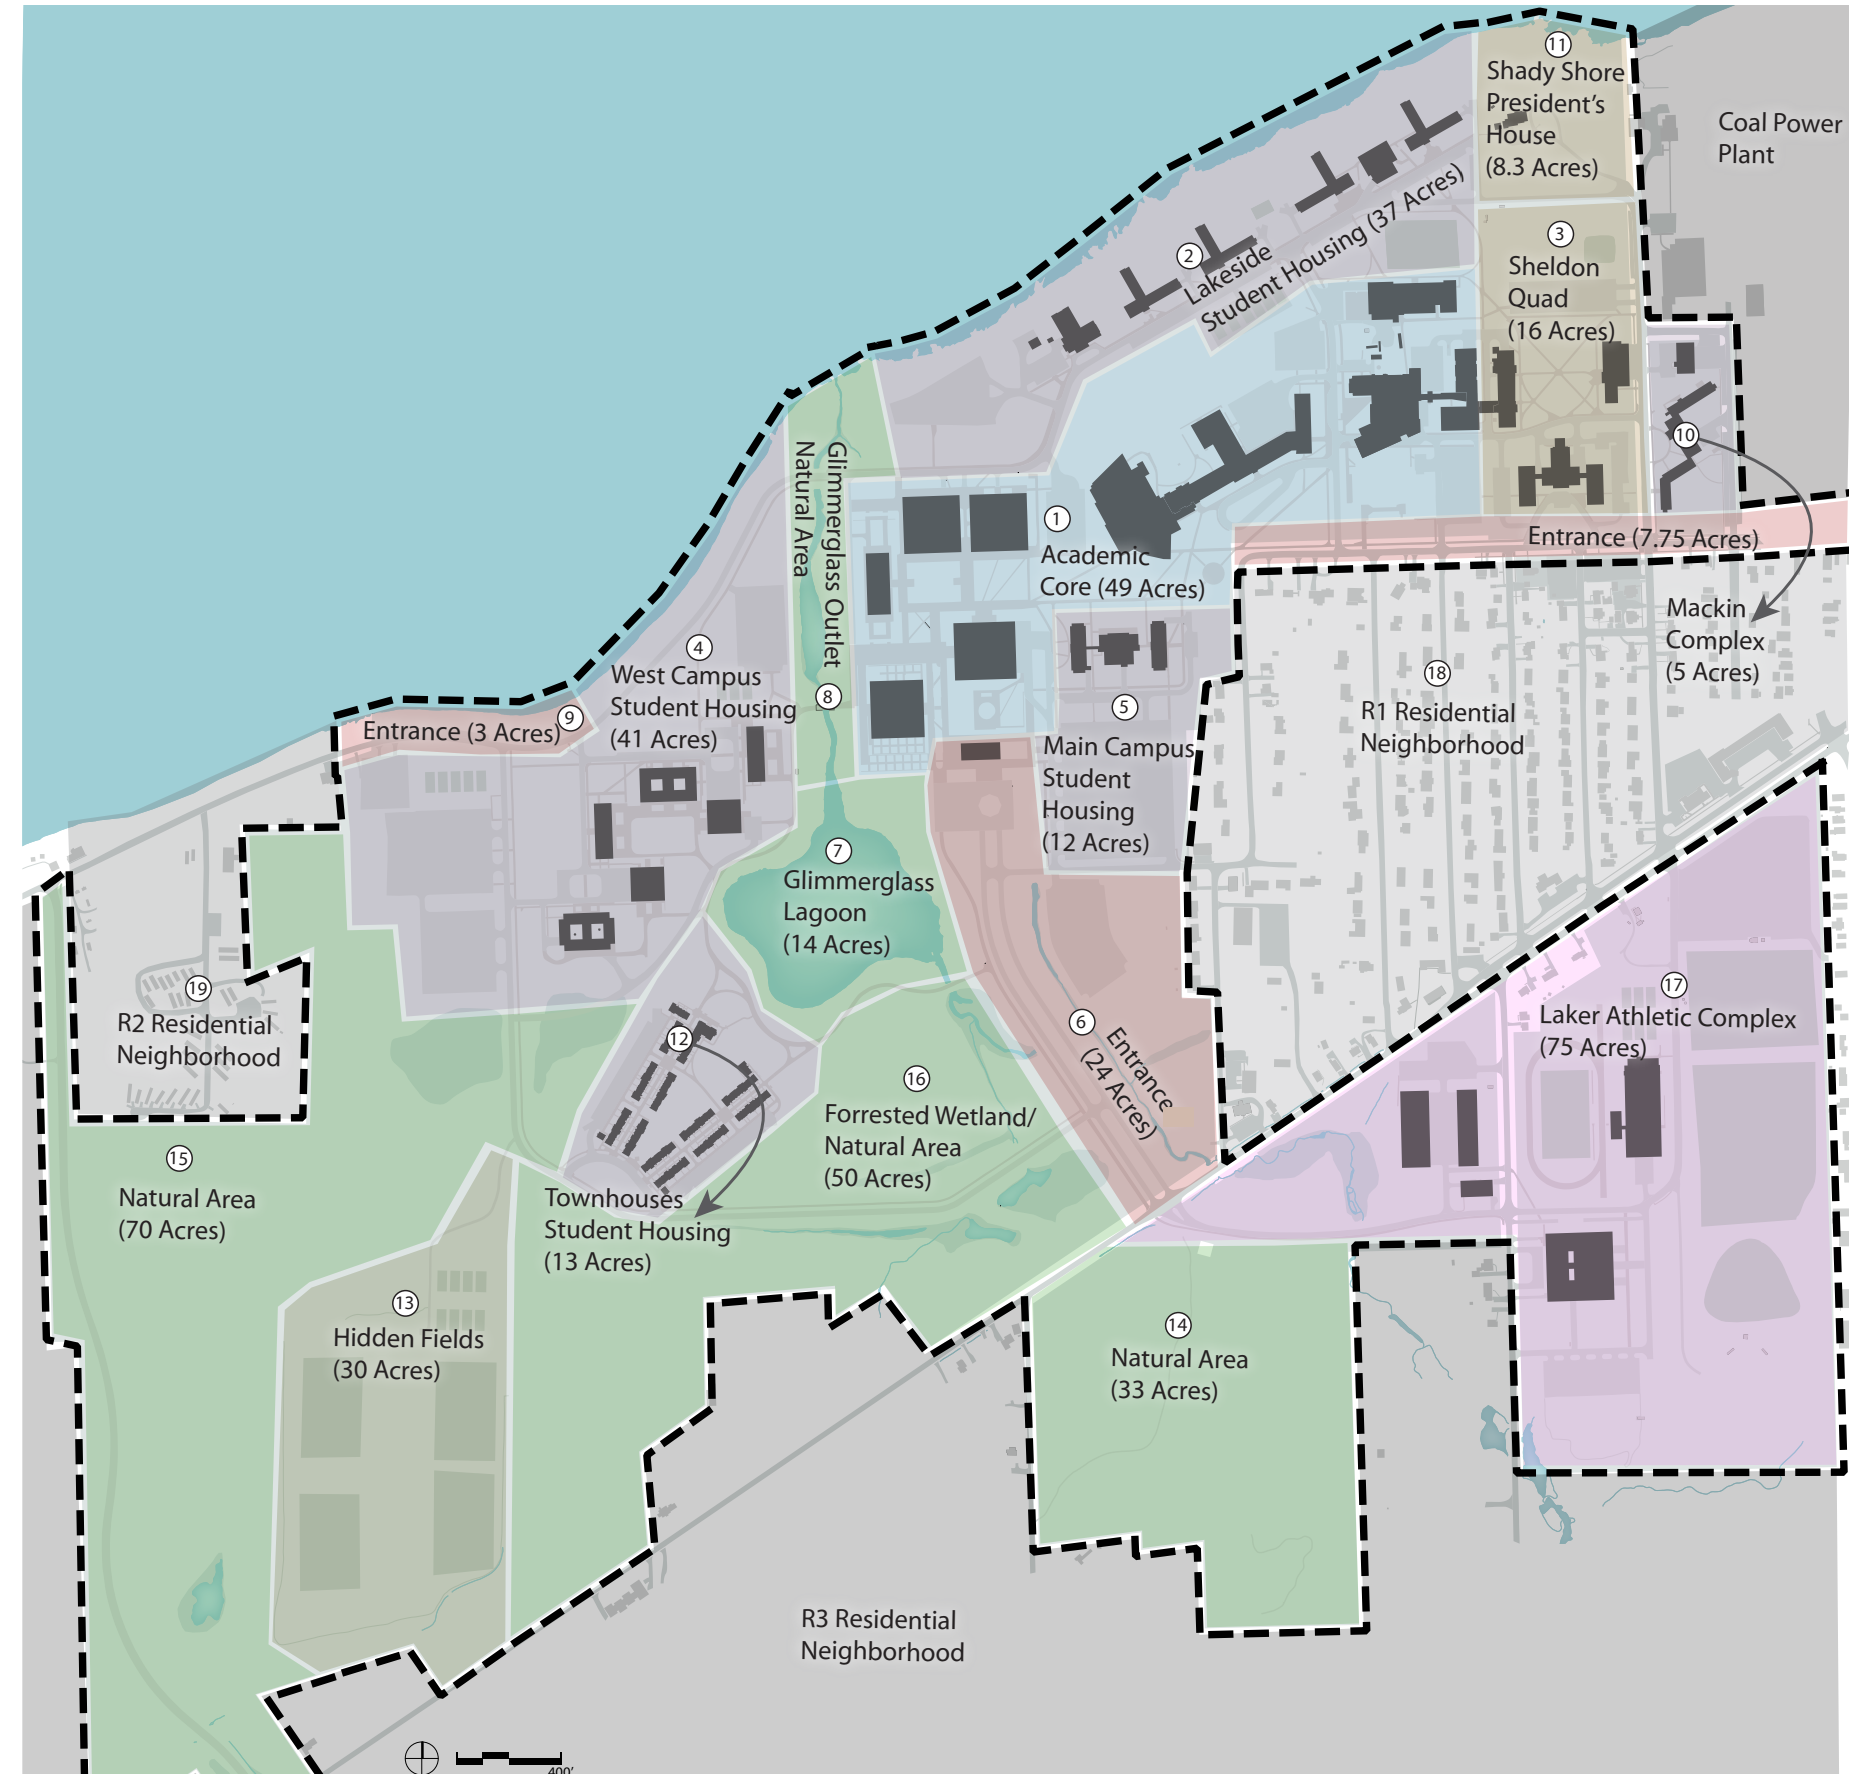 11
Shady Shore
President's
House
(8.3 Acres)
Coal Power
Plant
2
Lakeside
Student Housing (37 Acres)
3
Sheldon
Quad
(16 Acres)
10
Glimmerglass Outlet
Natural Area
8
1
Academic
Core (49 Acres)
Entrance (7.75 Acres)
Mackin
Complex
(5 Acres)
4
West Campus
Student Housing
(41 Acres)
9
Entrance (3 Acres)
5
Main Campus
Student
Housing
(12 Acres)
18
R1 Residential
Neighborhood
7
Glimmerglass
Lagoon
(14 Acres)
19
R2 Residential
Neighborhood
12
6
Entrance
(24 Acres)
17
Laker Athletic Complex
(75 Acres)
16
Forrested Wetland/
Natural Area
(50 Acres)
15
Natural Area
(70 Acres)
Townhouses
Student Housing
(13 Acres)
13
Hidden Fields
(30 Acres)
14
Natural Area
(33 Acres)
R3 Residential
Neighborhood
400'